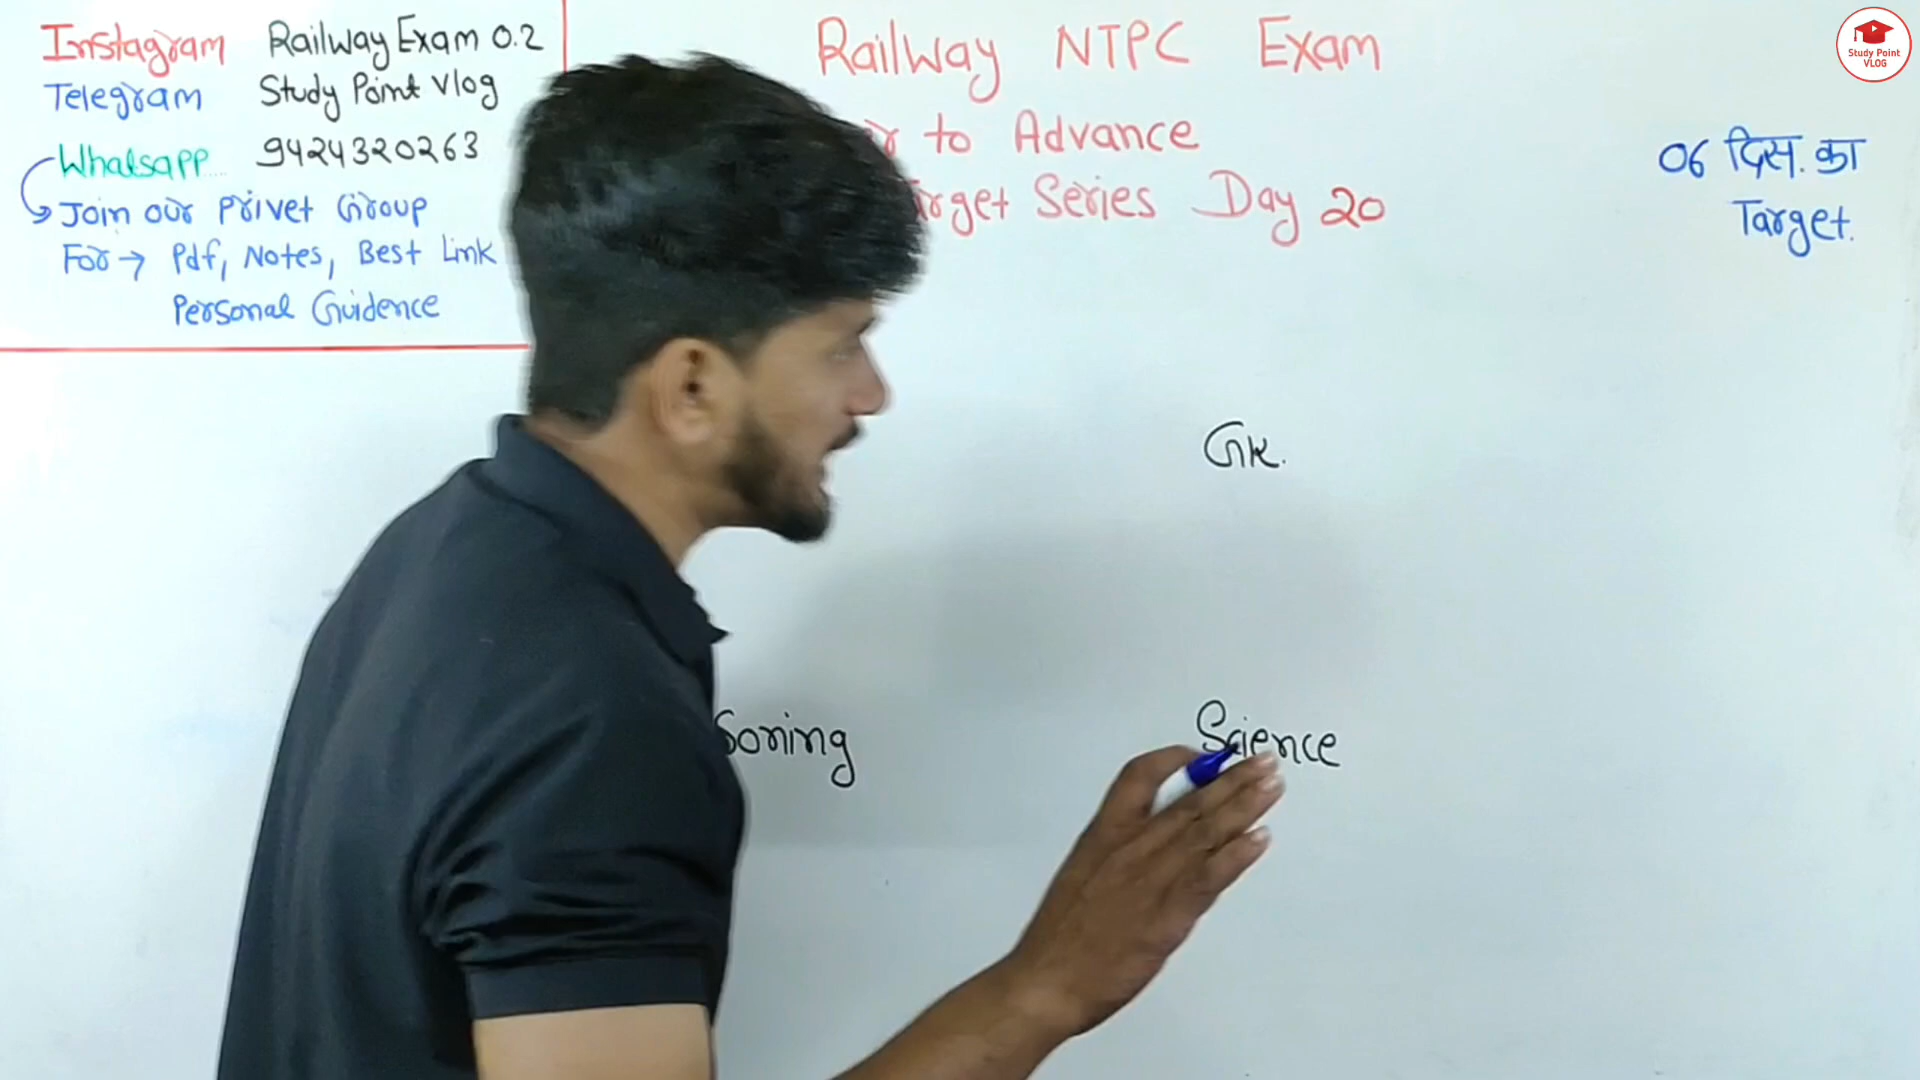 Instagram Railway Exam 0.2
Telegram Study Point Vlog
Whatsapp 9424320263
Join our Privet Group
For → Pdf, Notes, Best Link
Personal Guidence
Railway NTPC Exam
to Advance
Series Day 20
06 दिस. का
Target.
Study Point
VLOG
GK.
Science